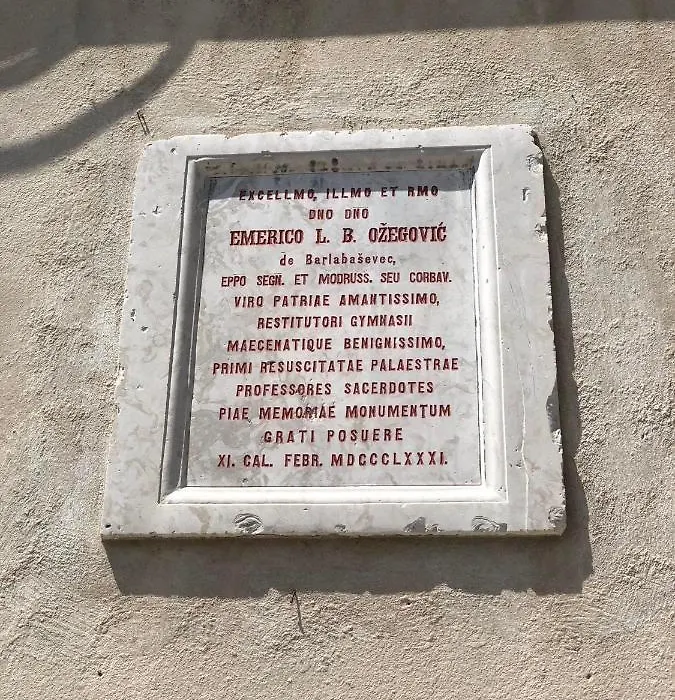 EXCELLMO, ILLMO ET RMO
DNO DNO
EMERICO L. B. OŽEGOVIĆ
de Barlabaševec,
EPPO SEGN. ET MODRUSS. SEU CORBAV.
VIRO PATRIAE AMANTISSIMO,
RESTITUTORI GYMNASII
MAECENATIQUE BENIGNISSIMO,
PRIMI RESUSCITATAE PALAESTRAE
PROFESSORES SACERDOTES
PIAE MEMORIAE MONUMENTUM
GRATI POSUERE
XI. CAL. FEBR. MDCCCLXXXI.